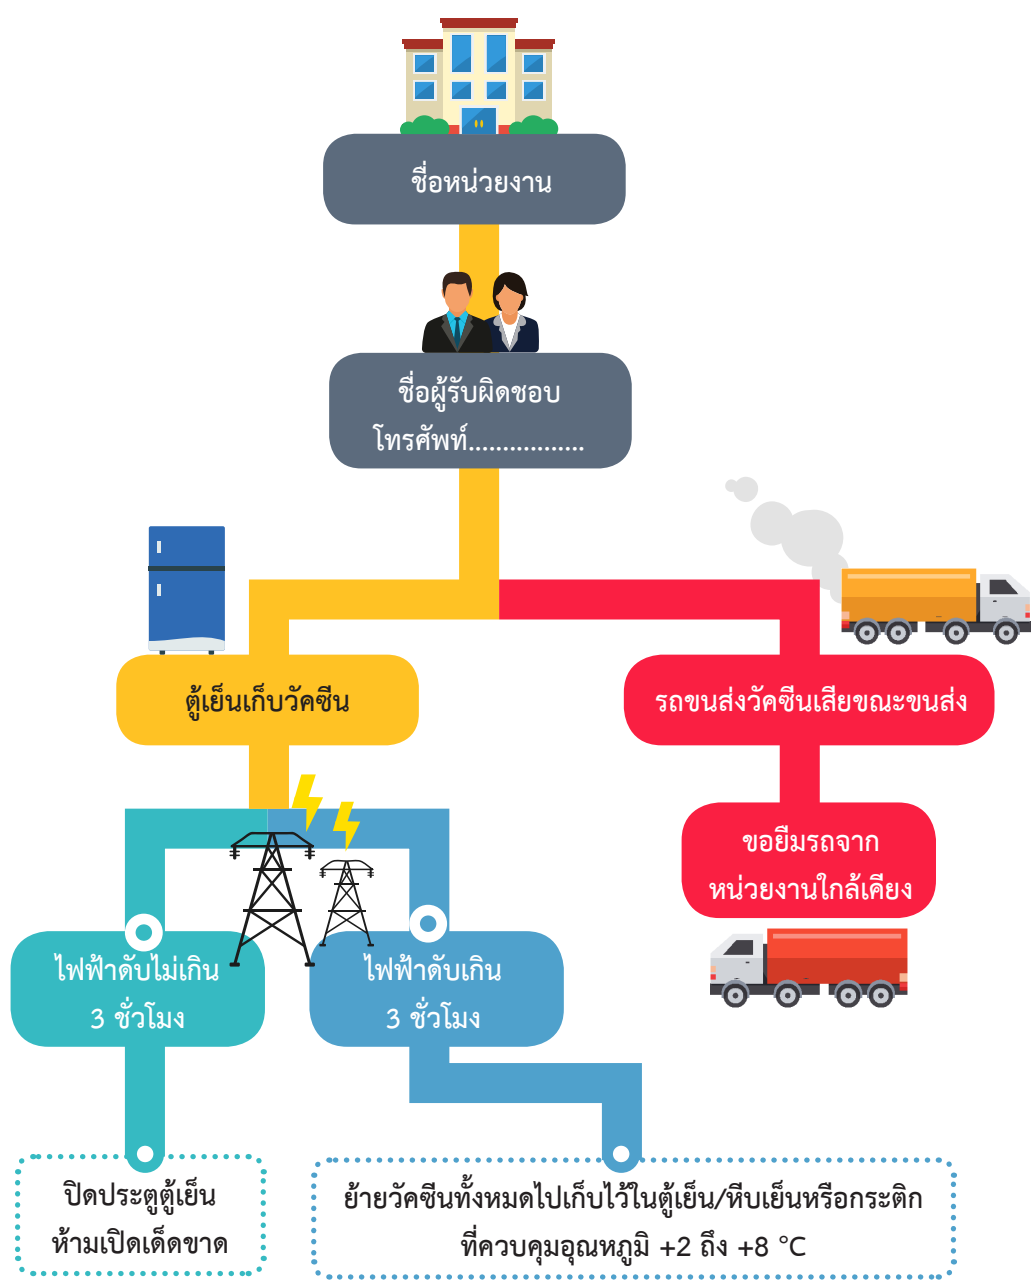 ชื่อหน่วยงาน
ชื่อผู้รับผิดชอบ
โทรศัพท์.................
ตู้เย็นเก็บวัคซีน
รถขนส่งวัคซีนเสียขณะขนส่ง
ขอยืมรถจาก
หน่วยงานใกล้เคียง
ไฟฟ้าดับไม่เกิน
3 ชั่วโมง
ไฟฟ้าดับเกิน
3 ชั่วโมง
ปิดประตูตู้เย็น
ห้ามเปิดเด็ดขาด
ย้ายวัคซีนทั้งหมดไปเก็บไว้ในตู้เย็น/หีบเย็นหรือกระติก
ที่ควบคุมอุณหภูมิ +2 ถึง +8 °C